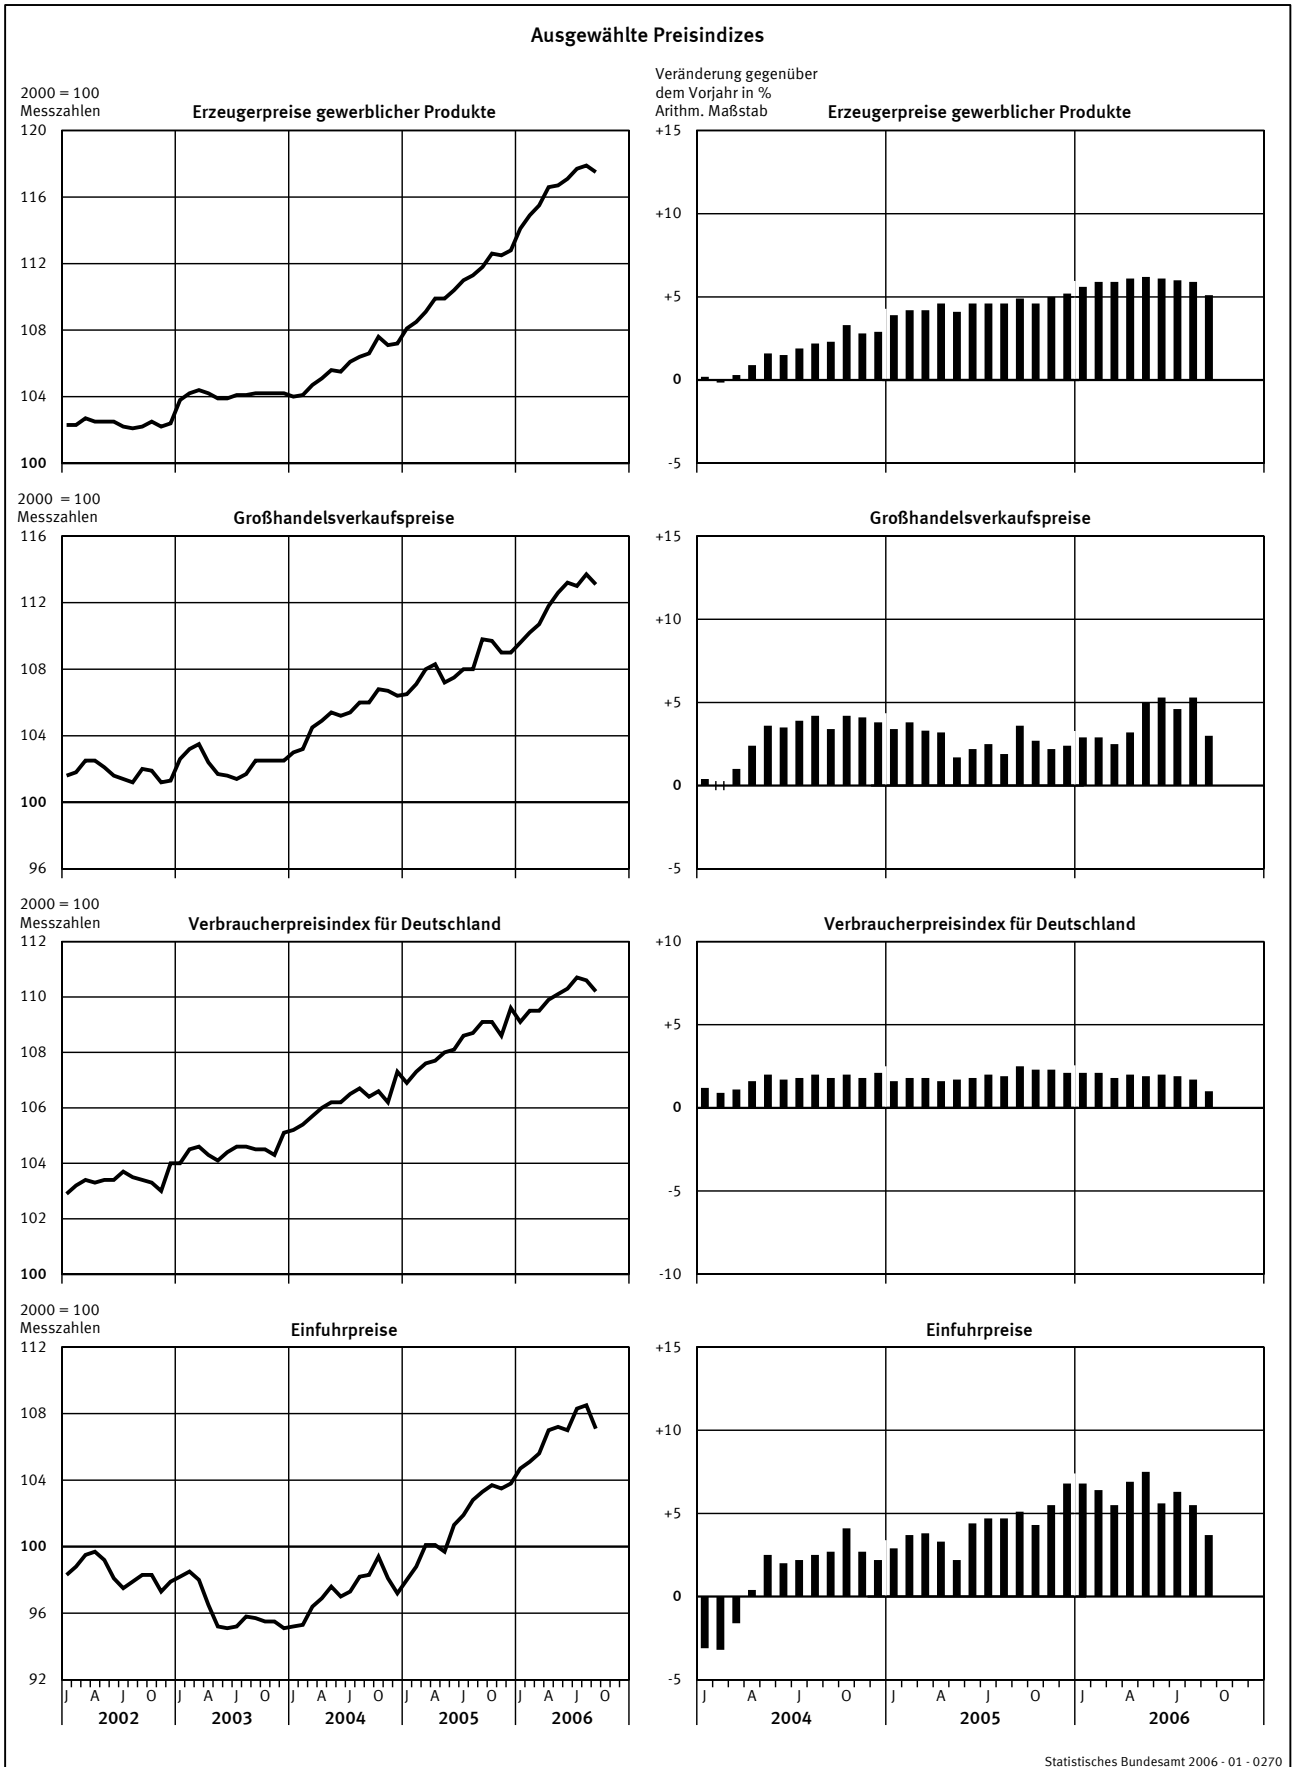 Ausgewählte Preisindizes
2000 = 100
Messzahlen
Erzeugerpreise gewerblicher Produkte
120
116
112
108
104
100
Veränderung gegenüber
dem Vorjahr in %
Arithm. Maßstab
Erzeugerpreise gewerblicher Produkte
+15
+10
+5
0
-5
2000 = 100
Messzahlen
Großhandelsverkaufspreise
116
112
108
104
100
96
Großhandelsverkaufspreise
+15
+10
+5
0
-5
2000 = 100
Messzahlen
Verbraucherpreisindex für Deutschland
112
110
108
106
104
102
100
Verbraucherpreisindex für Deutschland
+10
+5
0
-5
-10
2000 = 100
Messzahlen
Einfuhrpreise
112
108
104
100
96
92
J A J O J A J O J A J O J A J O J A J O
2002 2003 2004 2005 2006
Einfuhrpreise
+15
+10
+5
0
-5
J A J O J A J O J A J O
2004 2005 2006
Statistisches Bundesamt 2006 - 01 - 0270